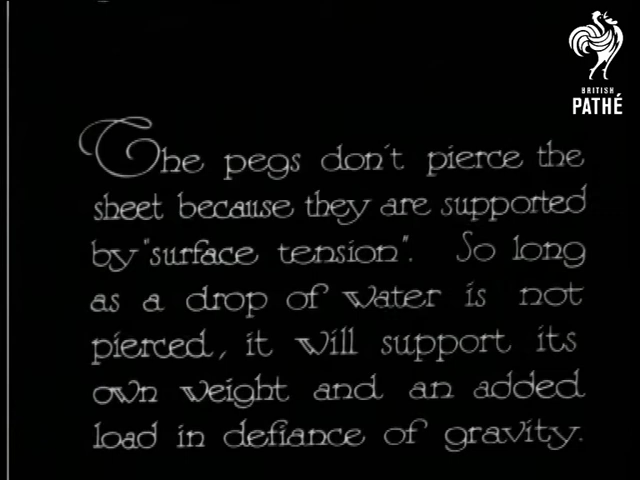 BRITISH
PATHÉ
The pegs don't pierce the
sheet because they are supported
by "surface tension". So long
as a drop of water is not
pierced, it will support its
own weight and an added
load in defiance of gravity.